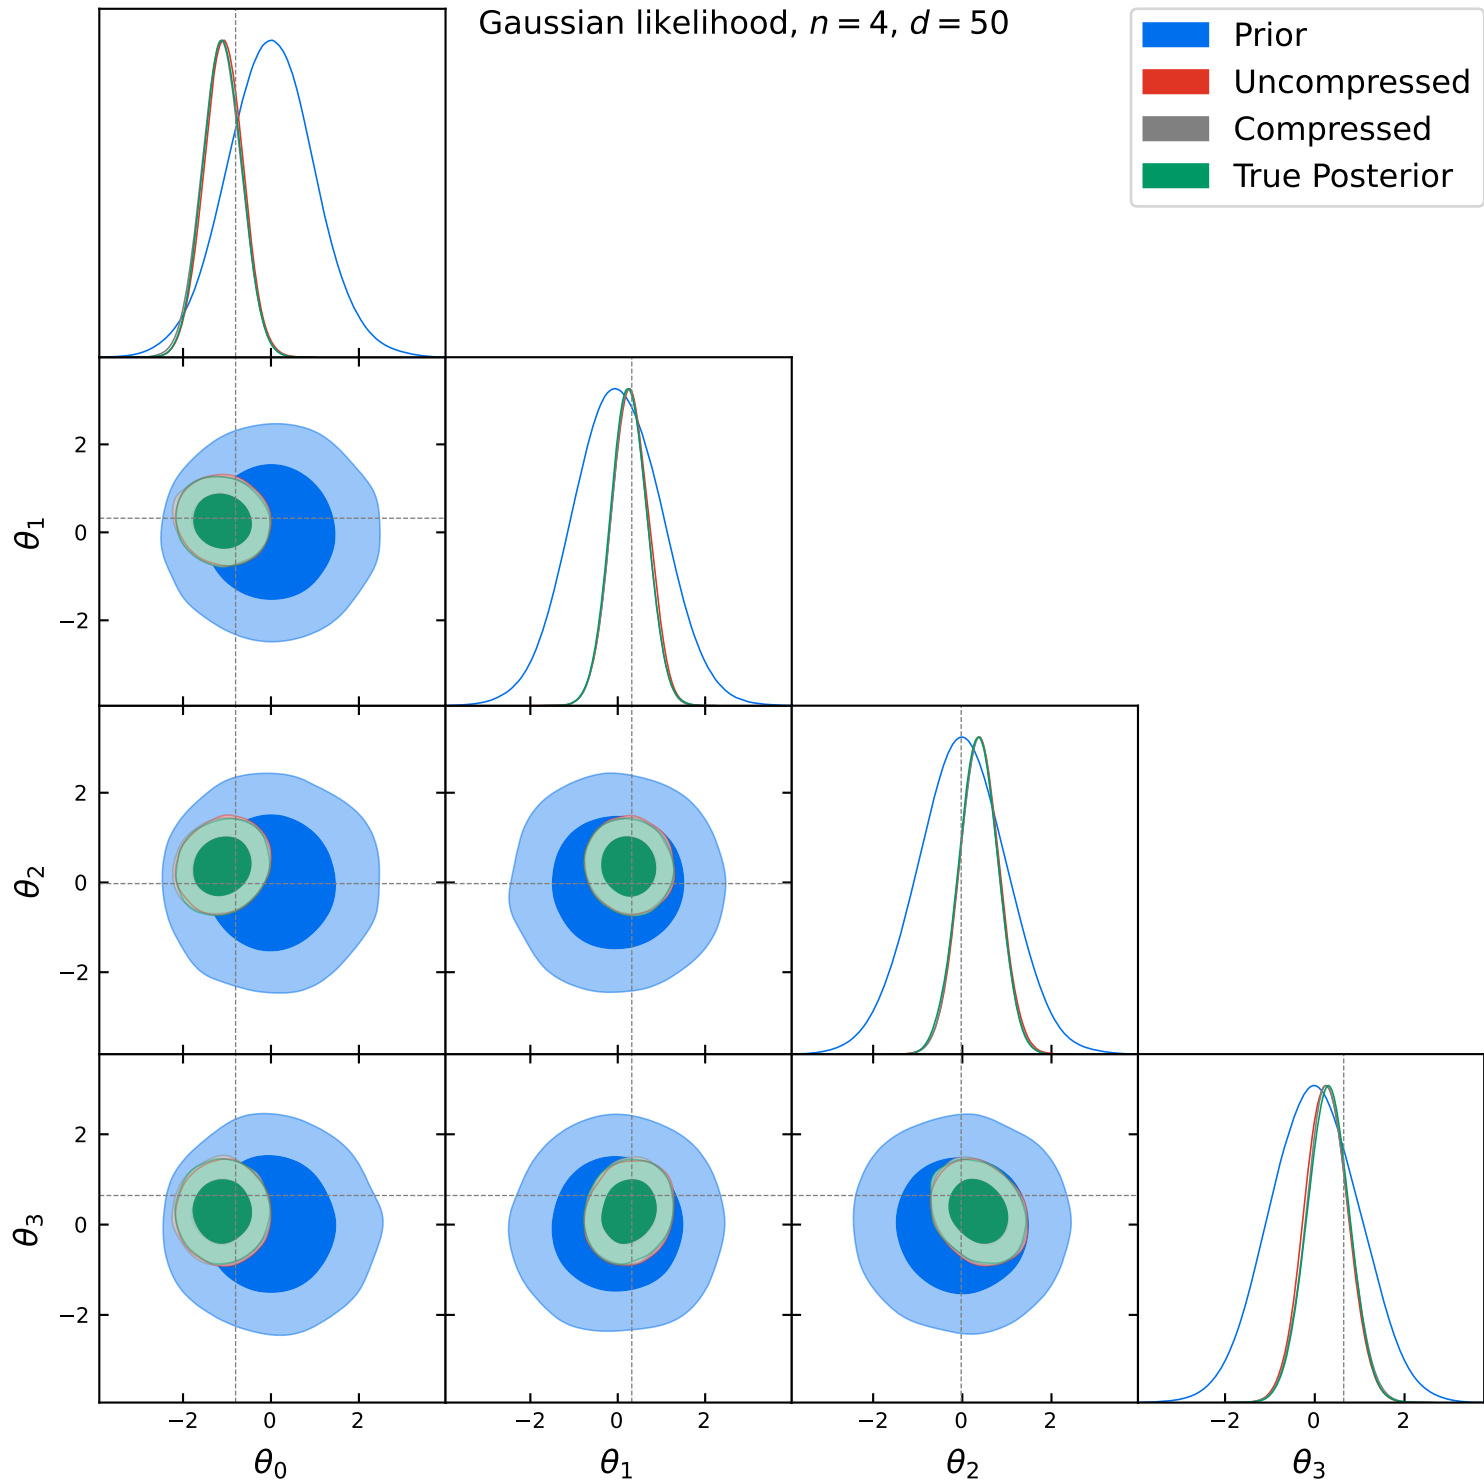 Gaussian likelihood, n = 4, d = 50
Prior
Uncompressed
Compressed
True Posterior
θ₁
2
0
−2
θ₂
2
0
−2
θ₃
2
0
−2
−2 0 2 −2 0 2 −2 0 2 −2 0 2
θ₀ θ₁ θ₂ θ₃